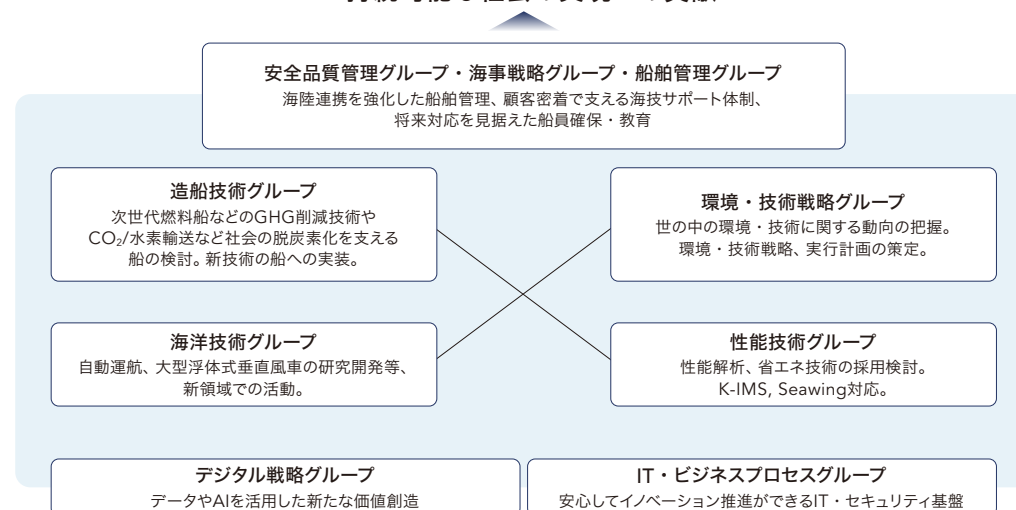 安全品質管理グループ・海事戦略グループ・船舶管理グループ
海陸連携を強化した船舶管理、顧客密着で支える海技サポート体制、
将来対応を見据えた船員確保・教育
造船技術グループ
次世代燃料船などのGHG削減技術や
CO₂/水素輸送など社会の脱炭素化を支える
船の検討。新技術の船への実装。
環境・技術戦略グループ
世の中の環境・技術に関する動向の把握。
環境・技術戦略、実行計画の策定。
海洋技術グループ
自動運航、大型浮体式垂直風車の研究開発等、
新領域での活動。
性能技術グループ
性能解析、省エネ技術の採用検討。
K-IMS, Seawing対応。
デジタル戦略グループ
データやAIを活用した新たな価値創造
IT・ビジネスプロセスグループ
安心してイノベーション推進ができるIT・セキュリティ基盤